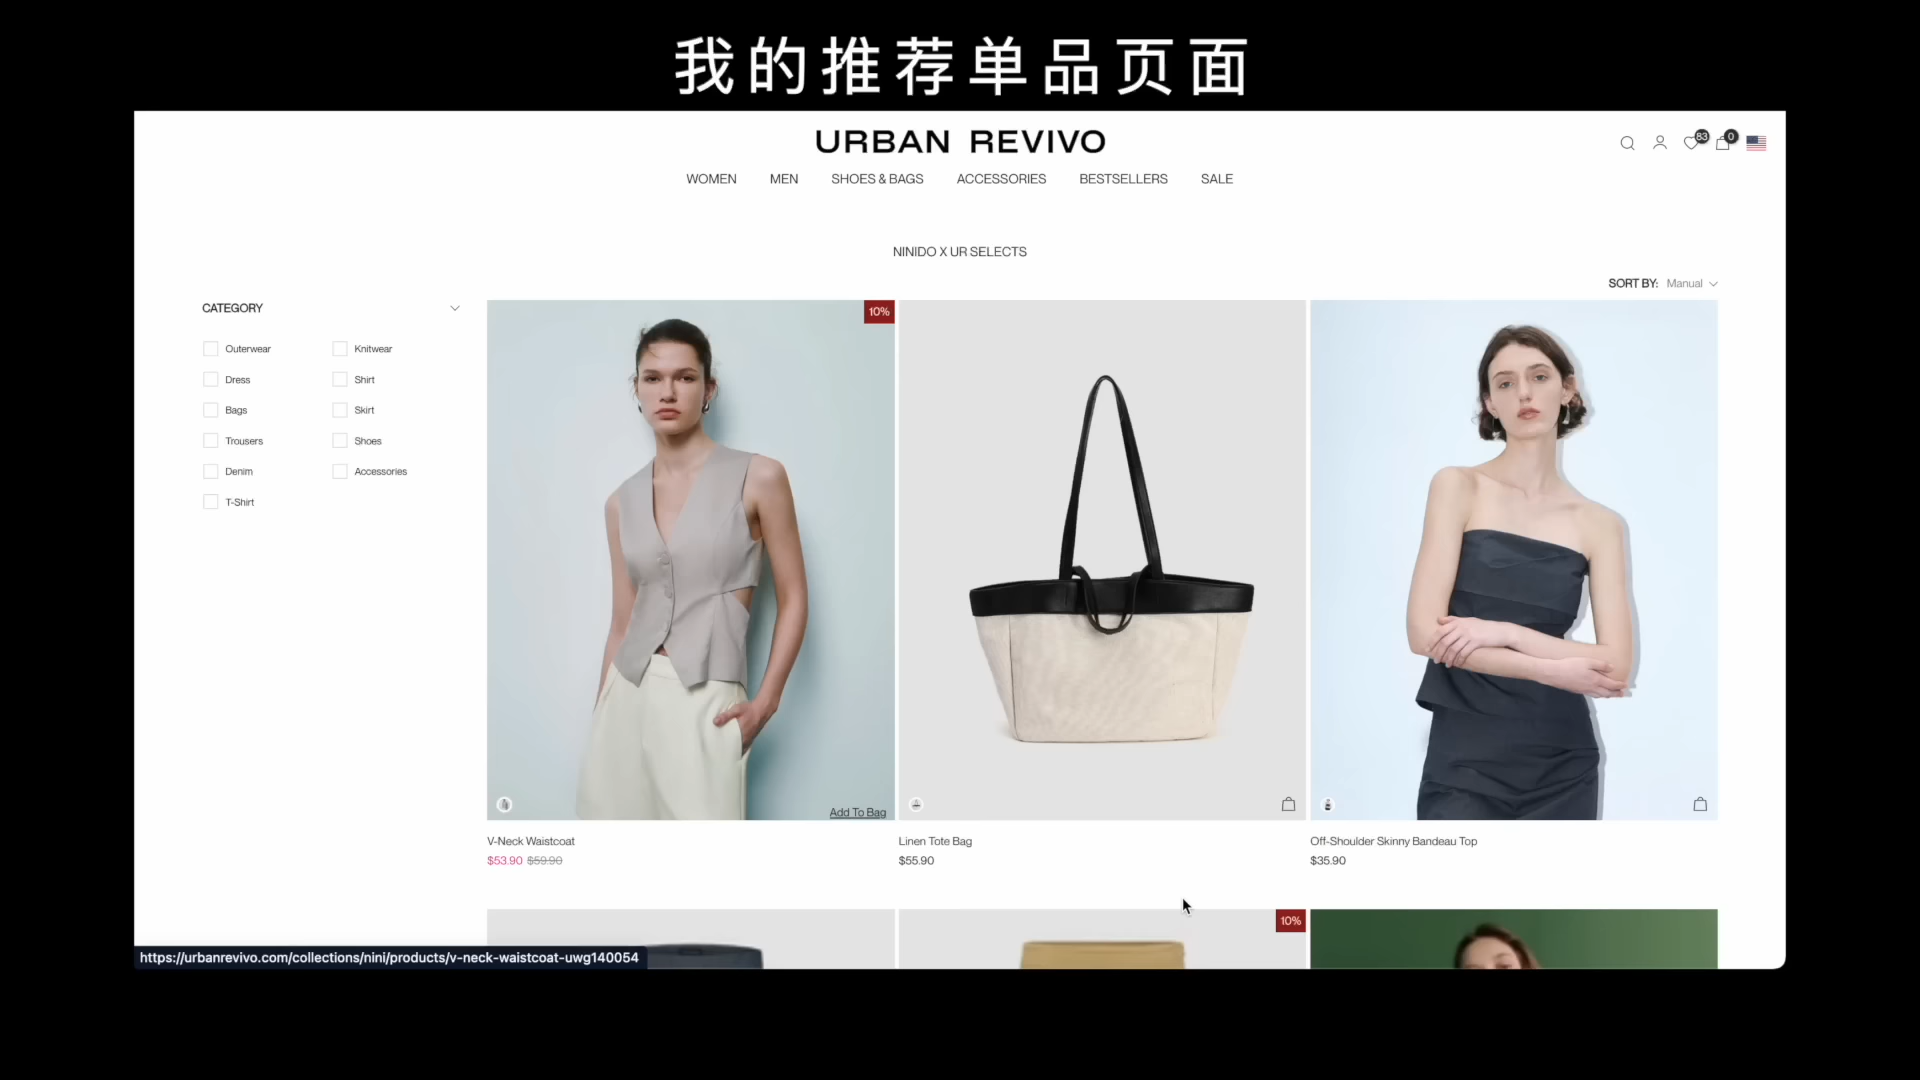 我的推荐单品页面
URBAN REVIVO
83
0
WOMEN MEN SHOES & BAGS ACCESSORIES BESTSELLERS SALE
NINIDO X UR SELECTS
SORT BY: Manual
CATEGORY
Outerwear Knitwear
Dress Shirt
Bags Skirt
Trousers Shoes
Denim Accessories
T-Shirt
10%
Add To Bag
V-Neck Waistcoat
$53.90 $59.90
Linen Tote Bag
$55.90
Off-Shoulder Skinny Bandeau Top
$35.90
10%
https://urbanrevivo.com/collections/nini/products/v-neck-waistcoat-uwg140054